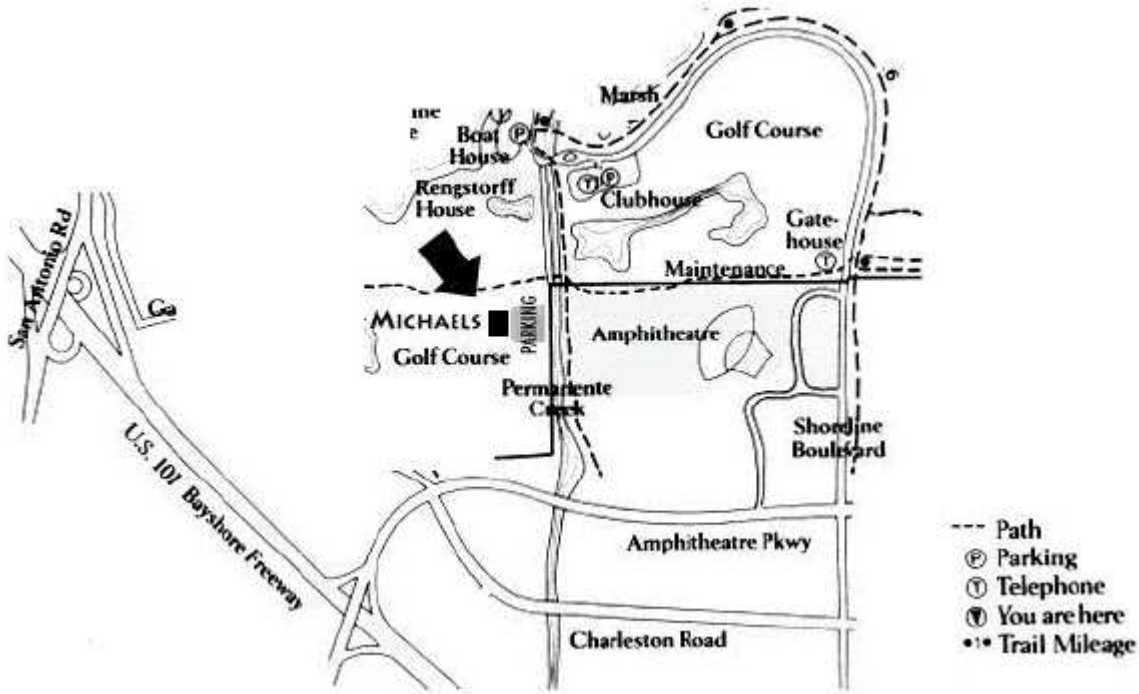 Marsh
Golf Course
Boat
House
P
Rengstorff
House
T P
Clubhouse
Gate-
house
T
Maintenance
San Antonio Rd
MICHAELS
PARKING
Golf Course
Amphitheatre
Permanente
Creek
Shoreline
Boulevard
U.S. 101 Bayshore Freeway
Amphitheatre Pkwy
Charleston Road
Path
P Parking
T Telephone
You are here
•1• Trail Mileage